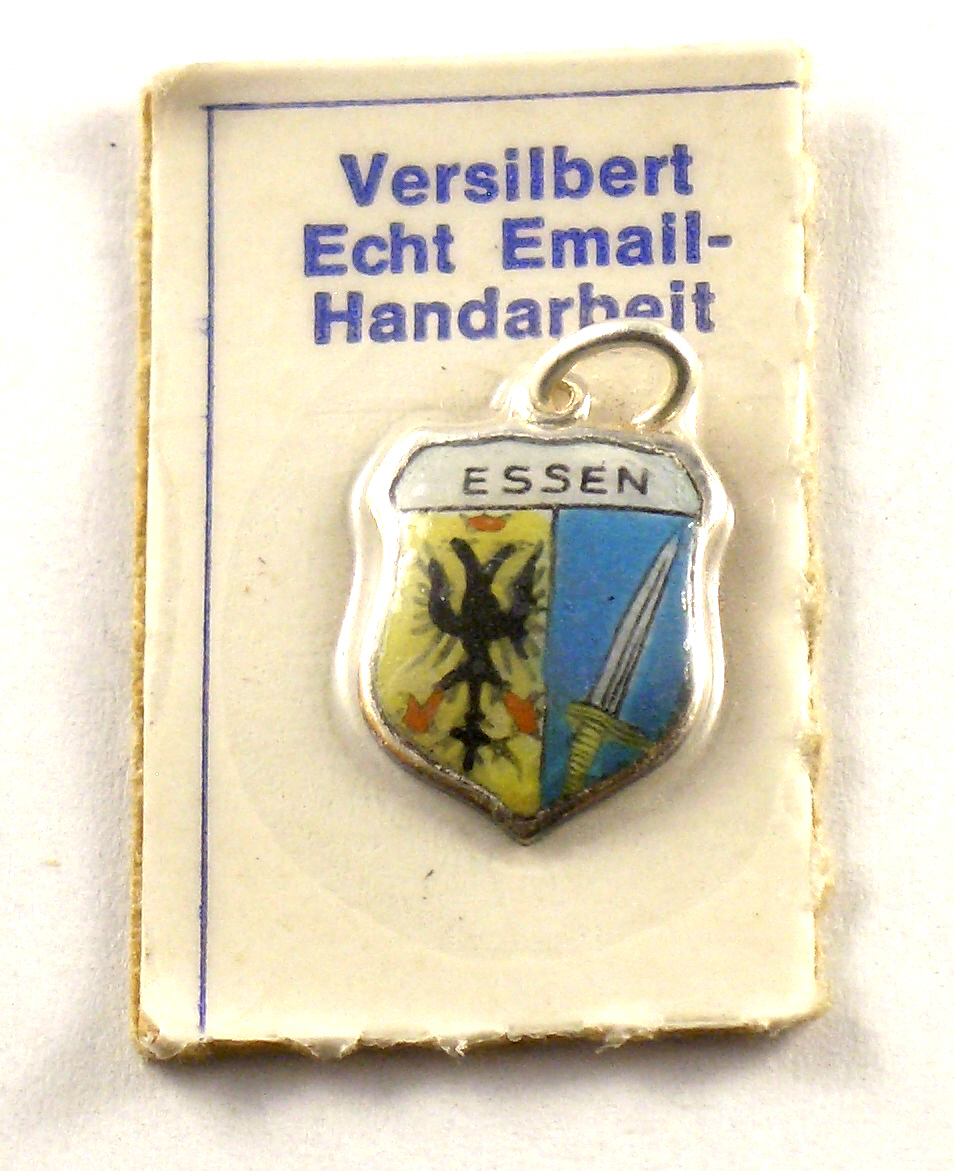 Versilbert
Echt Email-
Handarbeit
ESSEN